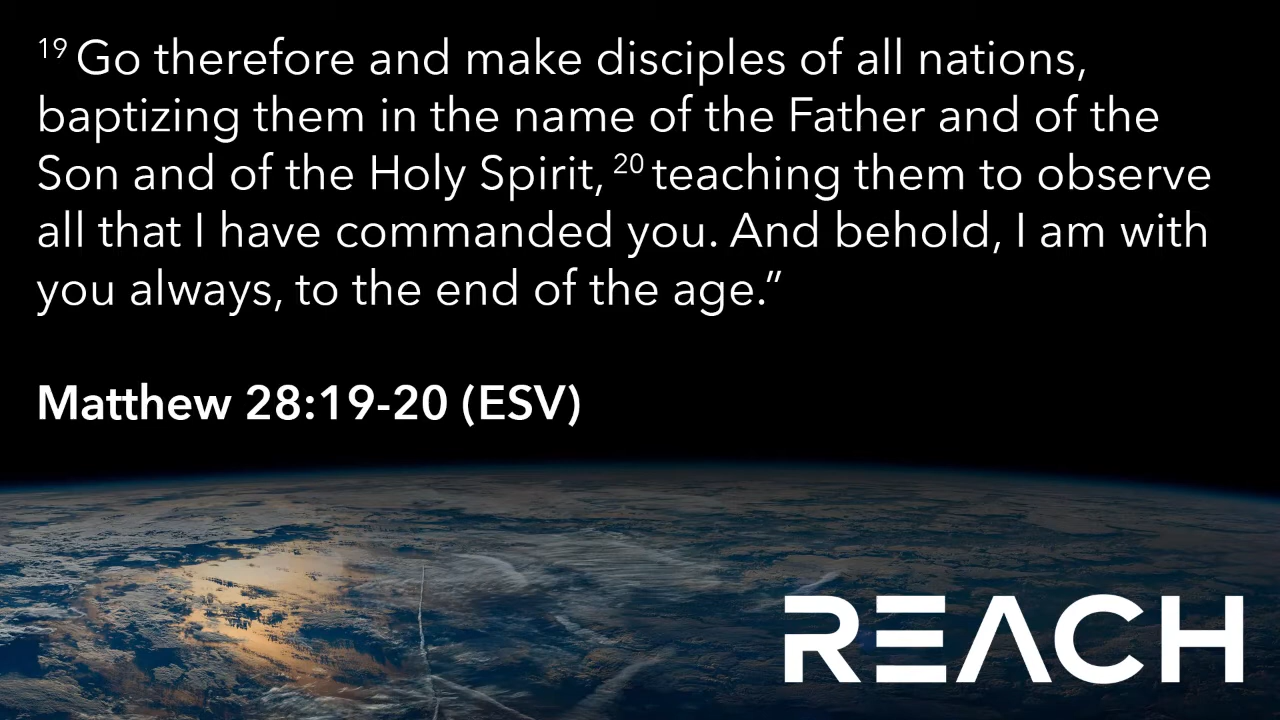 19 Go therefore and make disciples of all nations,
baptizing them in the name of the Father and of the
Son and of the Holy Spirit, 20 teaching them to observe
all that I have commanded you. And behold, I am with
you always, to the end of the age.”
Matthew 28:19-20 (ESV)
REACH